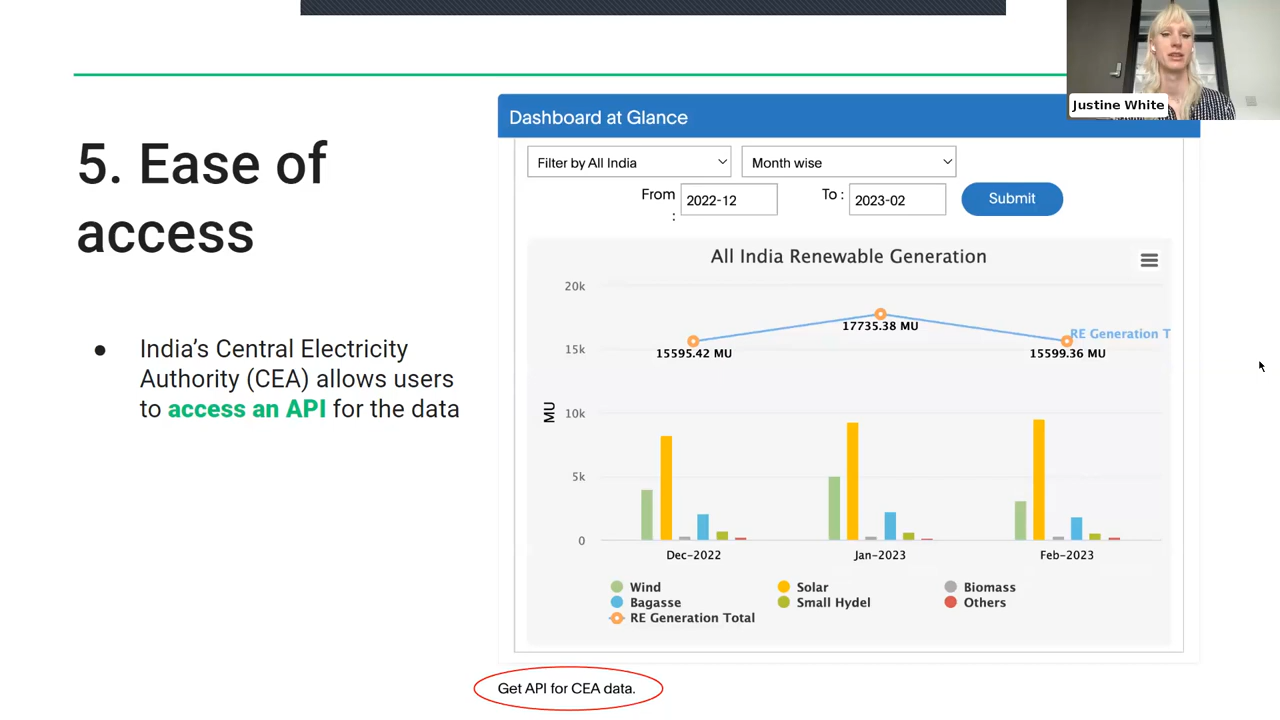 Justine White
5. Ease of
access
● India’s Central Electricity
Authority (CEA) allows users
to access an API for the data
Dashboard at Glance
Filter by All India
Month wise
From
:
2022-12
To :
2023-02
Submit
All India Renewable Generation
20k
15k
10k
5k
0
MU
15595.42 MU
17735.38 MU
15599.36 MU
RE Generation T
Dec-2022
Jan-2023
Feb-2023
Wind
Solar
Biomass
Bagasse
Small Hydel
Others
RE Generation Total
Get API for CEA data.